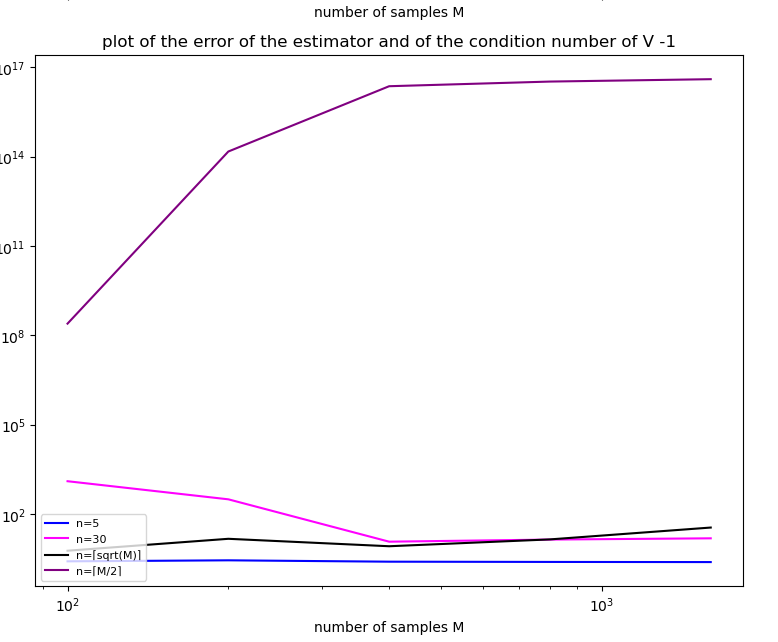 number of samples M
plot of the error of the estimator and of the condition number of V -1
10^17
10^14
10^11
10^8
10^5
10^2
n=5
n=30
n=⌈sqrt(M)⌉
n=⌈M/2⌉
10^2
10^3
number of samples M